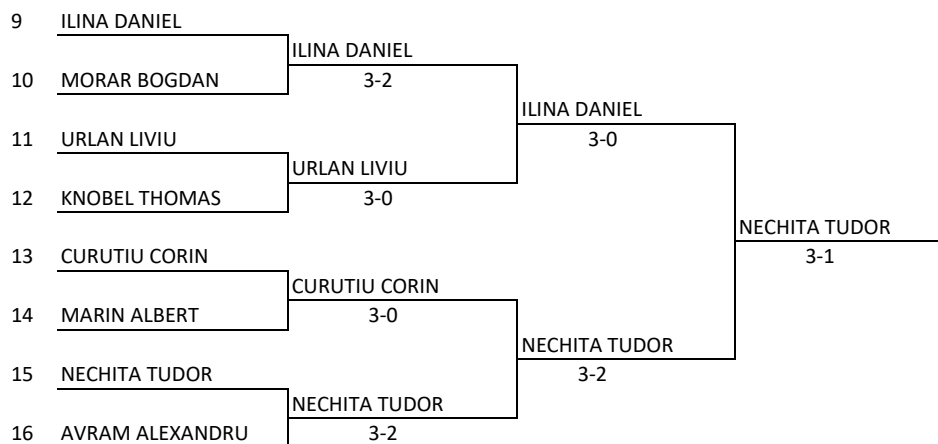 9 ILINA DANIEL
ILINA DANIEL
10 MORAR BOGDAN 3-2
ILINA DANIEL
11 URLAN LIVIU 3-0
URLAN LIVIU
12 KNOBEL THOMAS 3-0
NECHITA TUDOR
13 CURUTIU CORIN 3-1
CURUTIU CORIN
14 MARIN ALBERT 3-0
NECHITA TUDOR
15 NECHITA TUDOR 3-2
NECHITA TUDOR
16 AVRAM ALEXANDRU 3-2